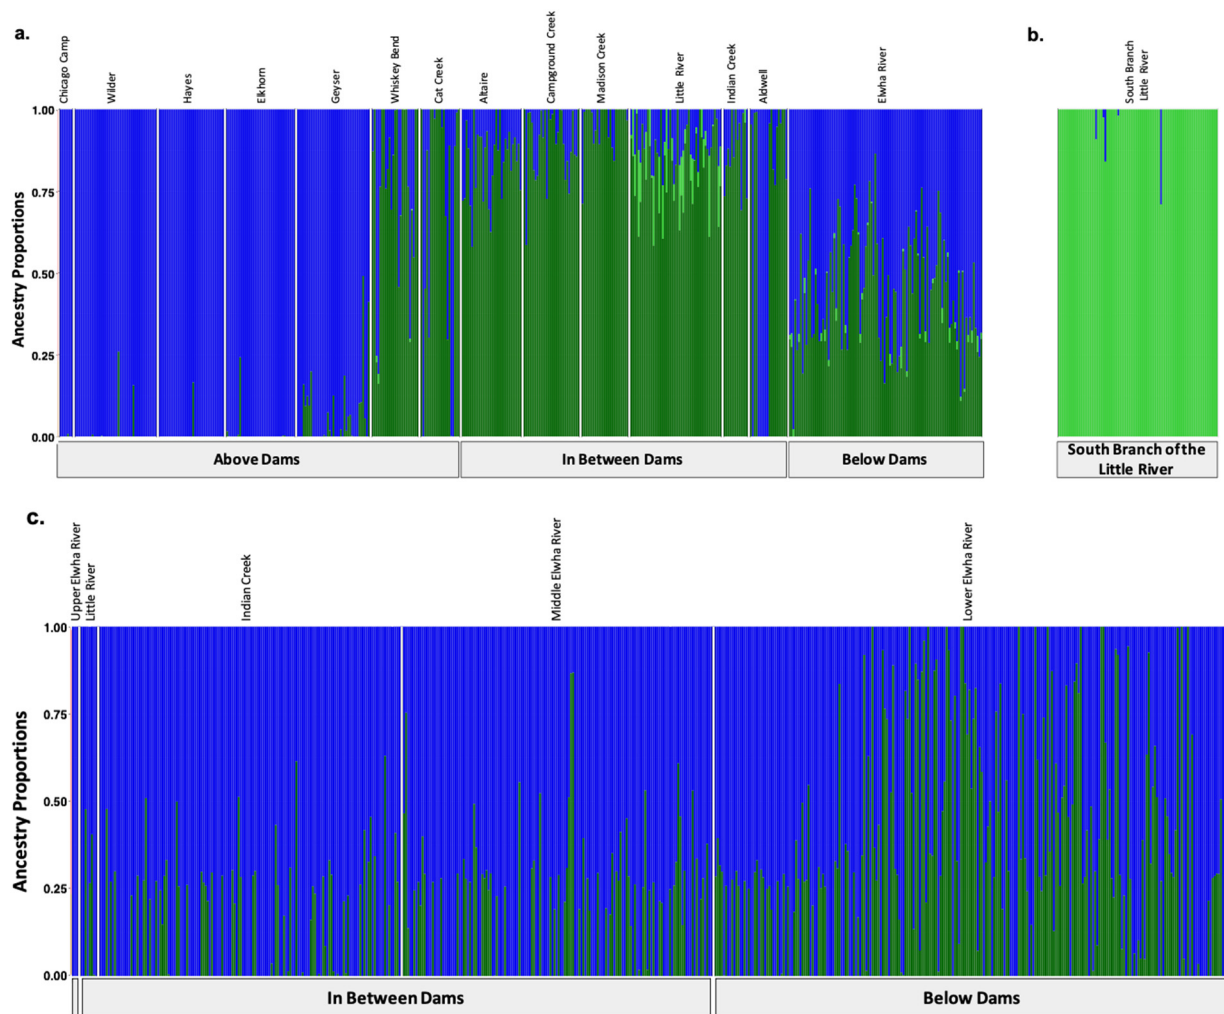 a.
Chicago Camp
Wilder
Hayes
Elkhorn
Geyser
Whiskey Bend
Cat Creek
Altaire
Campground Creek
Madison Creek
Little River
Indian Creek
Aldwell
Elwha River
Ancestry Proportions
1.00
0.75
0.50
0.25
0.00
Above Dams
In Between Dams
Below Dams
b.
South Branch
Little River
South Branch of the
Little River
c.
Upper Elwha River
Little River
Indian Creek
Middle Elwha River
Lower Elwha River
Ancestry Proportions
1.00
0.75
0.50
0.25
0.00
In Between Dams
Below Dams